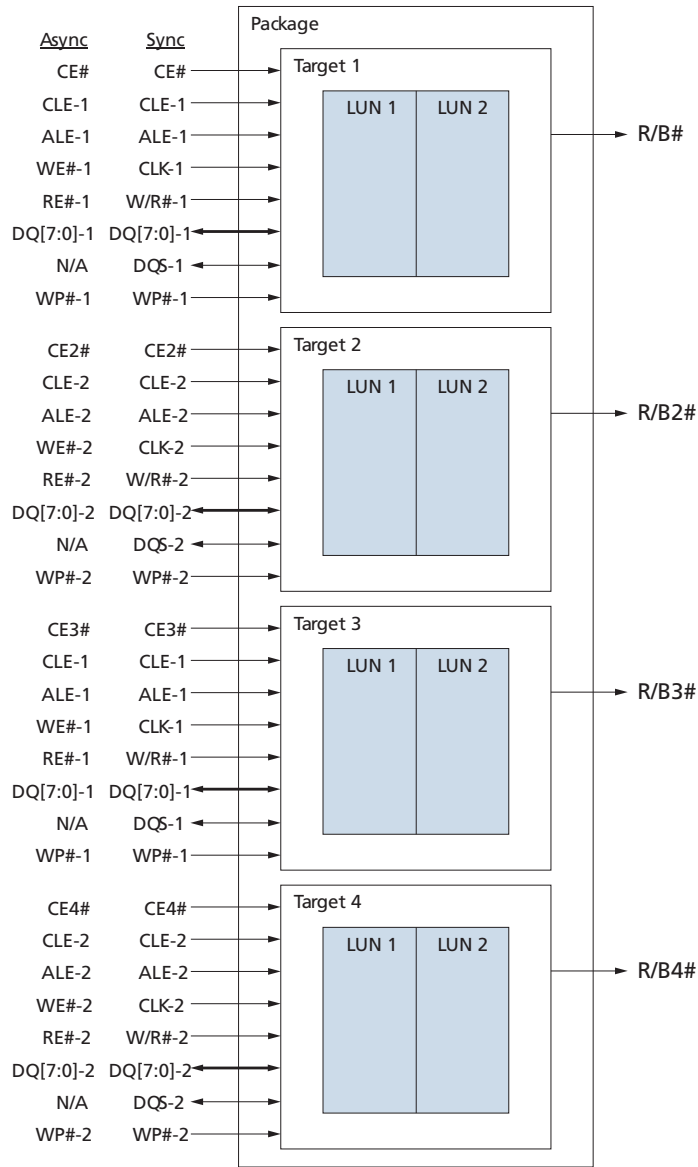 Package
Async Sync
Target 1
CE# CE#
LUN 1 LUN 2
CLE-1 CLE-1
ALE-1 ALE-1
R/B#
WE#-1 CLK-1
RE#-1 W/R#-1
DQ[7:0]-1 DQ[7:0]-1
N/A DQS-1
WP#-1 WP#-1
Target 2
CE2# CE2#
CLE-2 CLE-2
LUN 1 LUN 2
ALE-2 ALE-2
R/B2#
WE#-2 CLK-2
RE#-2 W/R#-2
DQ[7:0]-2 DQ[7:0]-2
N/A DQS-2
WP#-2 WP#-2
Target 3
CE3# CE3#
CLE-1 CLE-1
LUN 1 LUN 2
ALE-1 ALE-1
R/B3#
WE#-1 CLK-1
RE#-1 W/R#-1
DQ[7:0]-1 DQ[7:0]-1
N/A DQS-1
WP#-1 WP#-1
Target 4
CE4# CE4#
CLE-2 CLE-2
LUN 1 LUN 2
ALE-2 ALE-2
R/B4#
WE#-2 CLK-2
RE#-2 W/R#-2
DQ[7:0]-2 DQ[7:0]-2
N/A DQS-2
WP#-2 WP#-2